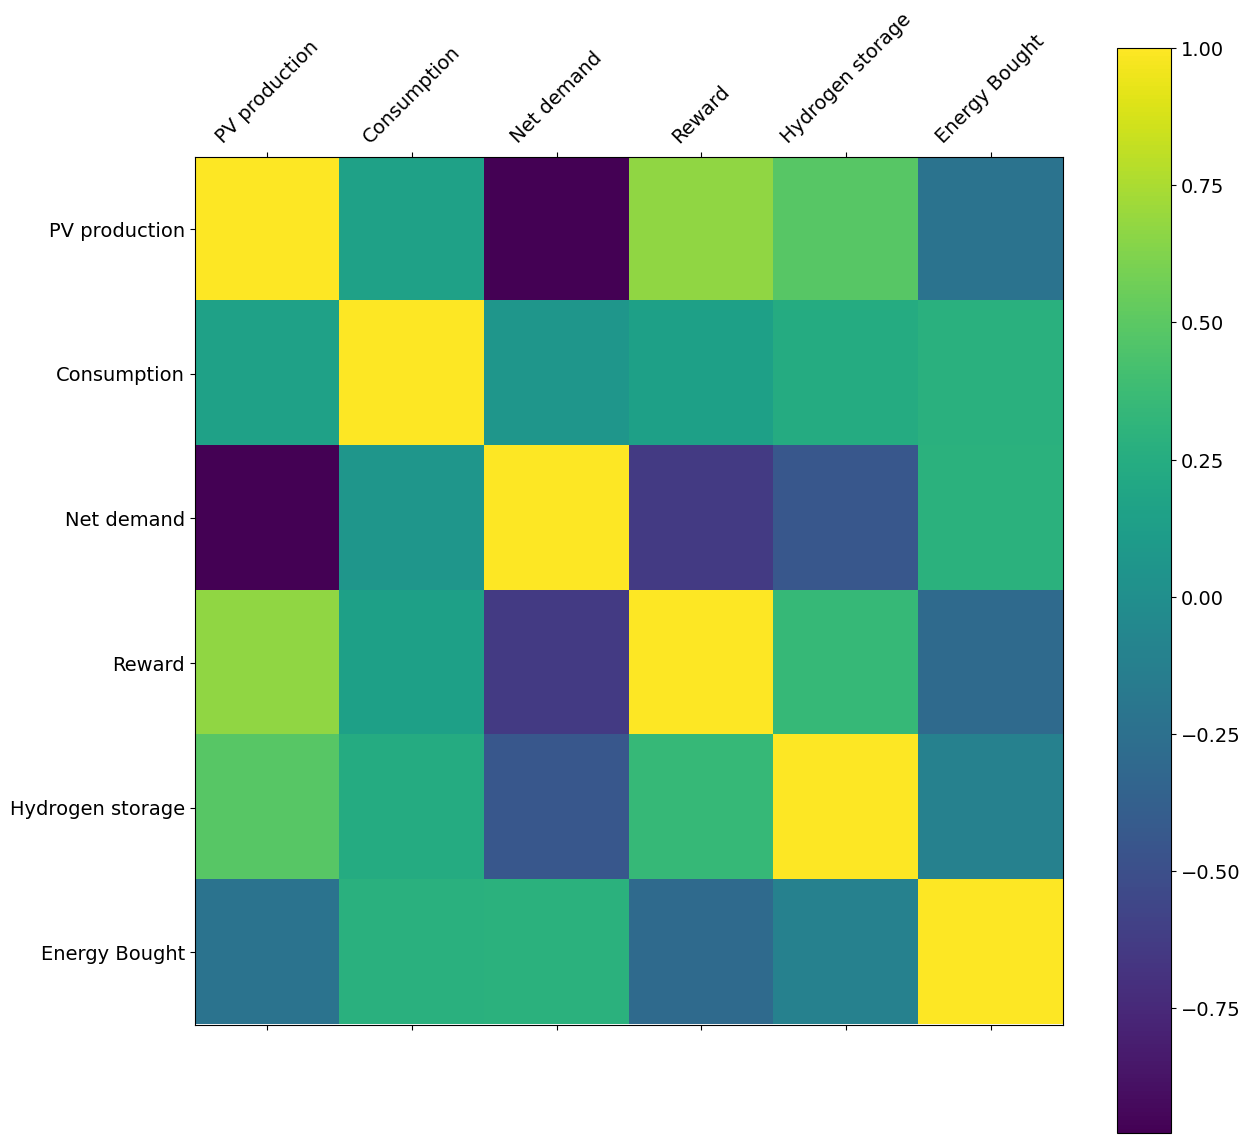 PV production
Consumption
Net demand
Reward
Hydrogen storage
Energy Bought
PV production
Consumption
Net demand
Reward
Hydrogen storage
Energy Bought
1.00
0.75
0.50
0.25
0.00
−0.25
−0.50
−0.75